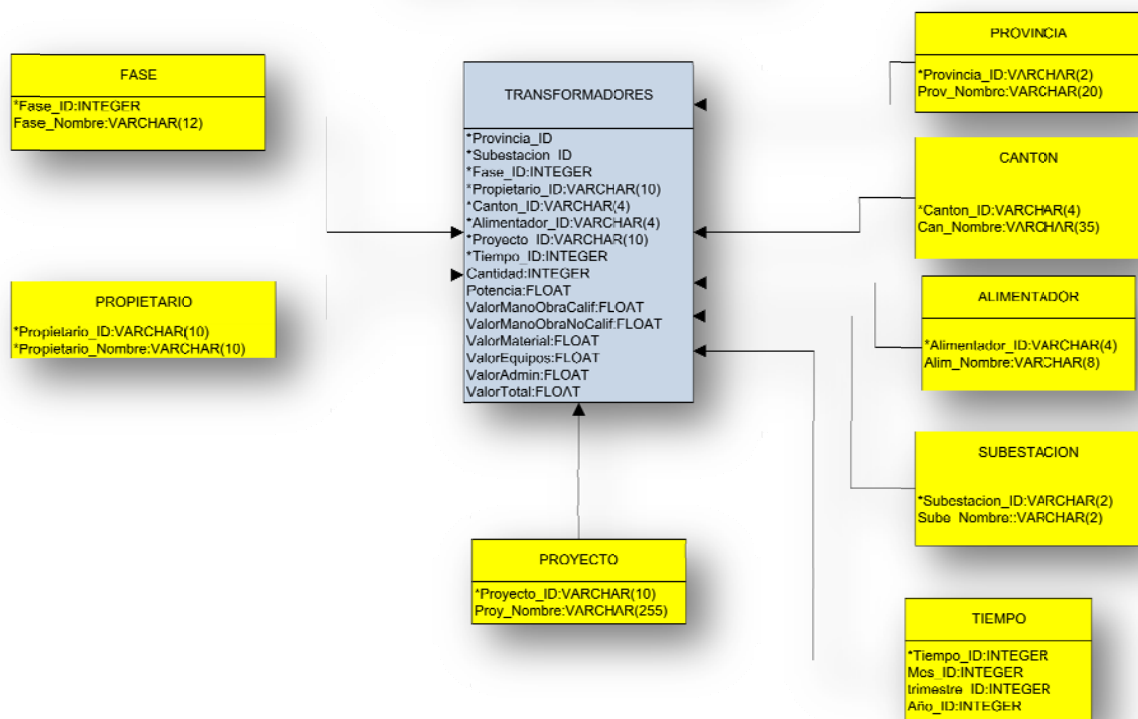 FASE
*Fase_ID:INTEGER
Fase_Nombre:VARCHAR(12)
PROPIETARIO
*Propietario_ID:VARCHAR(10)
*Propietario_Nombre:VARCHAR(10)
TRANSFORMADORES
*Provincia_ID
*Subestacion_ID
*Fase_ID:INTEGER
*Propietario_ID:VARCHAR(10)
*Canton_ID:VARCHAR(4)
*Alimentador_ID:VARCHAR(4)
*Proyecto_ID:VARCHAR(10)
*Tiempo_ID:INTEGER
Cantidad:INTEGER
Potencia:FLOAT
ValorManoObraCalif:FLOAT
ValorManoObraNoCalif:FLOAT
ValorMaterial:FLOAT
ValorEquipos:FLOAT
ValorAdmin:FLOAT
ValorTotal:FLOAT
PROYECTO
*Proyecto_ID:VARCHAR(10)
Proy_Nombre:VARCHAR(255)
PROVINCIA
*Provincia_ID:VARCHAR(2)
Prov_Nombre:VARCHAR(20)
CANTON
*Canton_ID:VARCHAR(4)
Can_Nombre:VARCHAR(35)
ALIMENTADOR
*Alimentador_ID:VARCHAR(4)
Alim_Nombre:VARCHAR(8)
SUBESTACION
*Subestacion_ID:VARCHAR(2)
Sube_Nombre::VARCHAR(2)
TIEMPO
*Tiempo_ID:INTEGER
Mes_ID:INTEGER
trimestre_ID:INTEGER
Año_ID:INTEGER